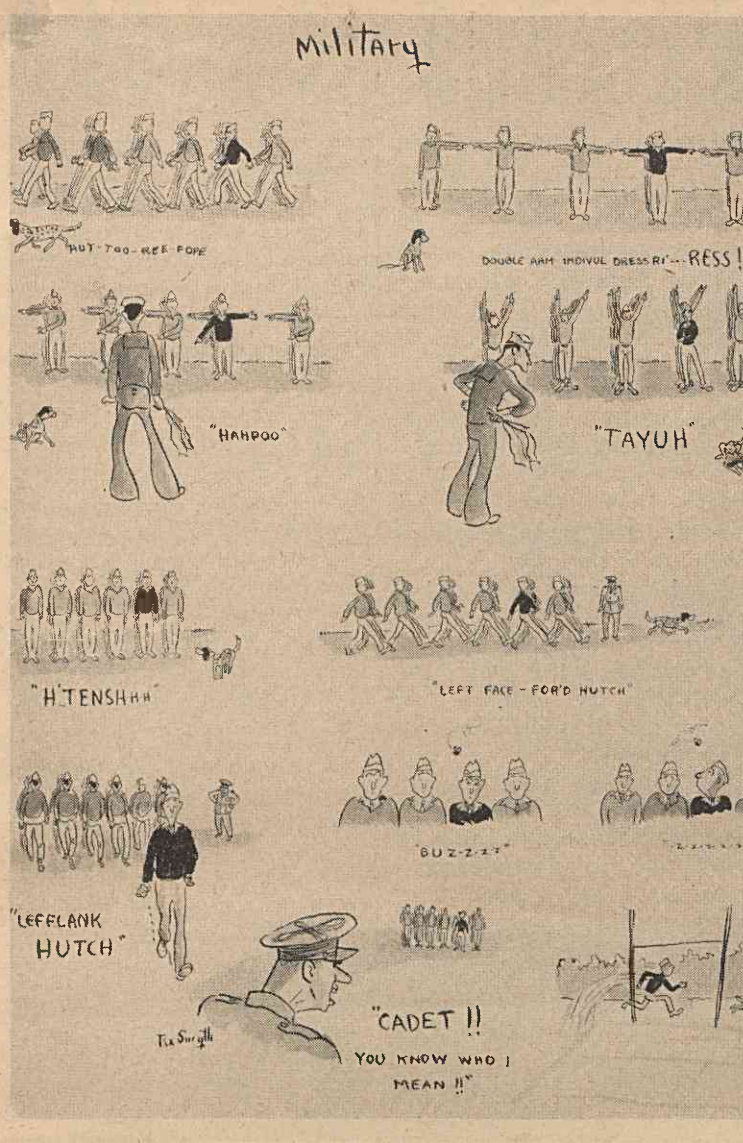 Military
HUT-TOO-REE-FOPE
DOUBLE ARM INDIVUL DRESS RI'---RESS!
"HAHPOO"
"TAYUH"
"H'TENSHHH"
"LEFT FACE - FOR'D HUTCH"
"BUZ-Z-Z-Z"
Z-Z-Z-Z-Z
"LEFFLANK
HUTCH"
"CADET !!
YOU KNOW WHO I
MEAN !!"
Tex